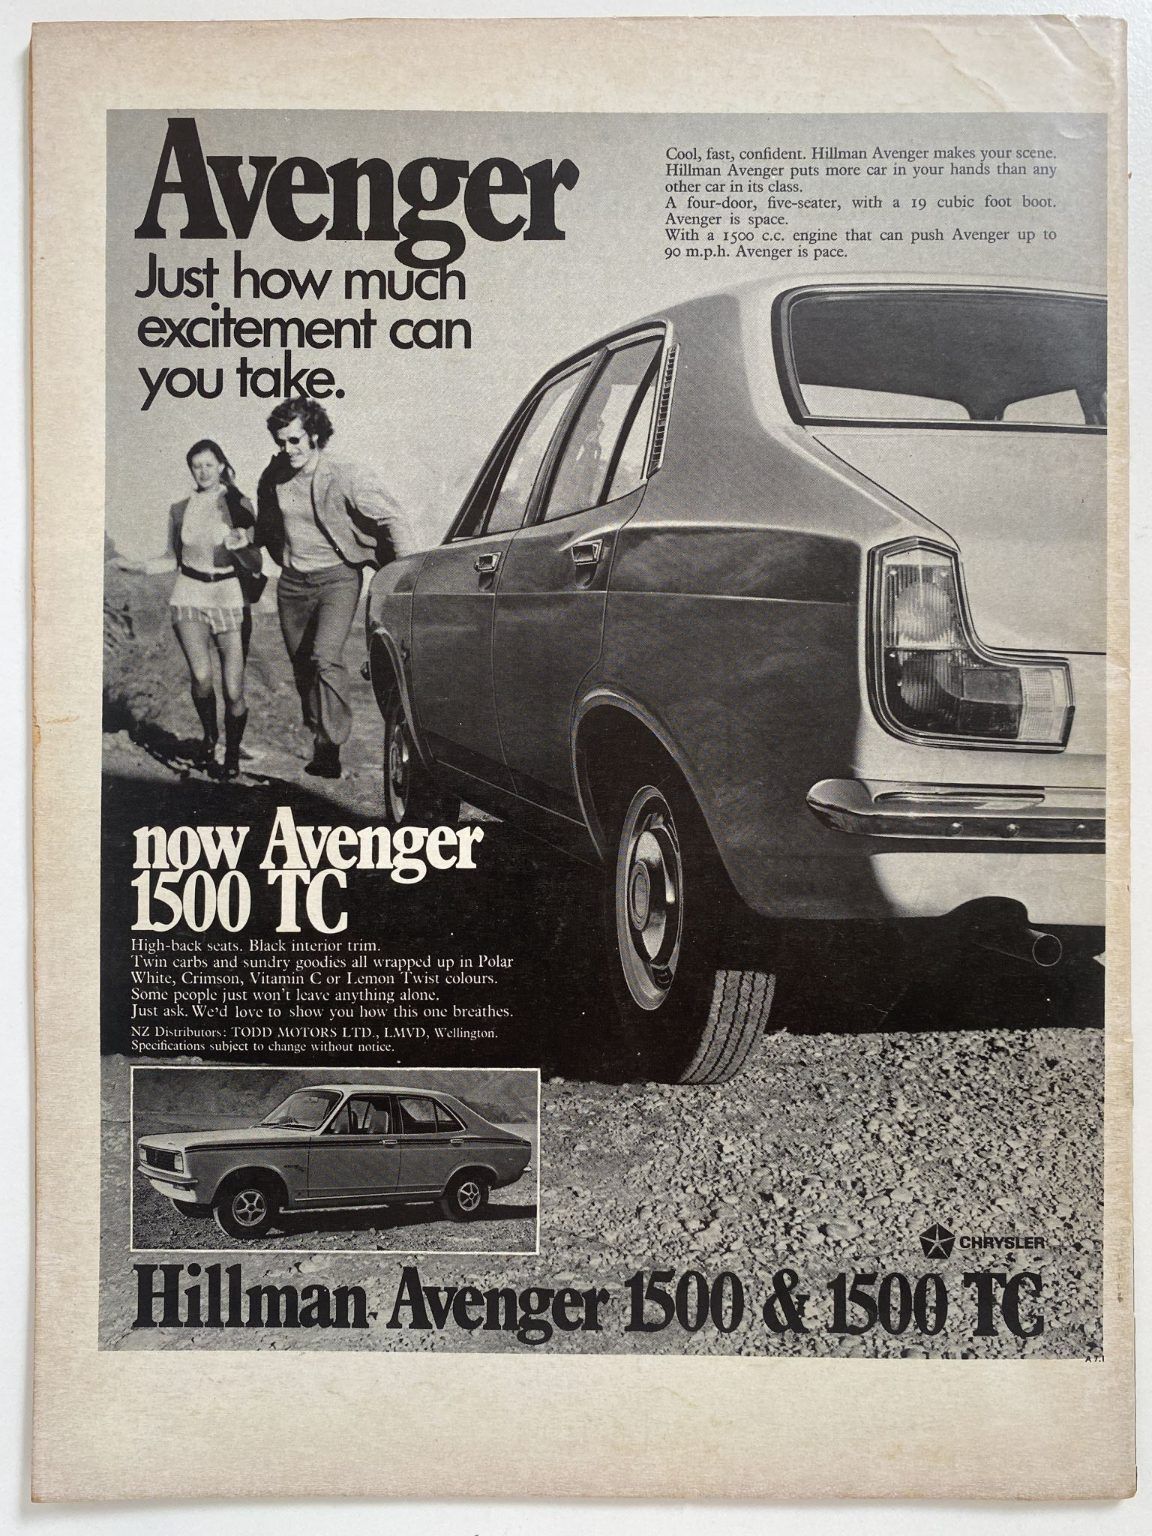 Avenger
Just how much
excitement can
you take.
Cool, fast, confident. Hillman Avenger makes your scene.
Hillman Avenger puts more car in your hands than any
other car in its class.
A four-door, five-seater, with a 19 cubic foot boot.
Avenger is space.
With a 1500 c.c. engine that can push Avenger up to
90 m.p.h. Avenger is pace.
now Avenger
1500 TC
High-back seats. Black interior trim.
Twin carbs and sundry goodies all wrapped up in Polar
White, Crimson, Vitamin C or Lemon Twist colours.
Some people just won't leave anything alone.
Just ask. We'd love to show you how this one breathes.
NZ Distributors: TODD MOTORS LTD., LMVD, Wellington.
Specifications subject to change without notice.
CHRYSLER
Hillman Avenger 1500 & 1500 TC
A 7.1